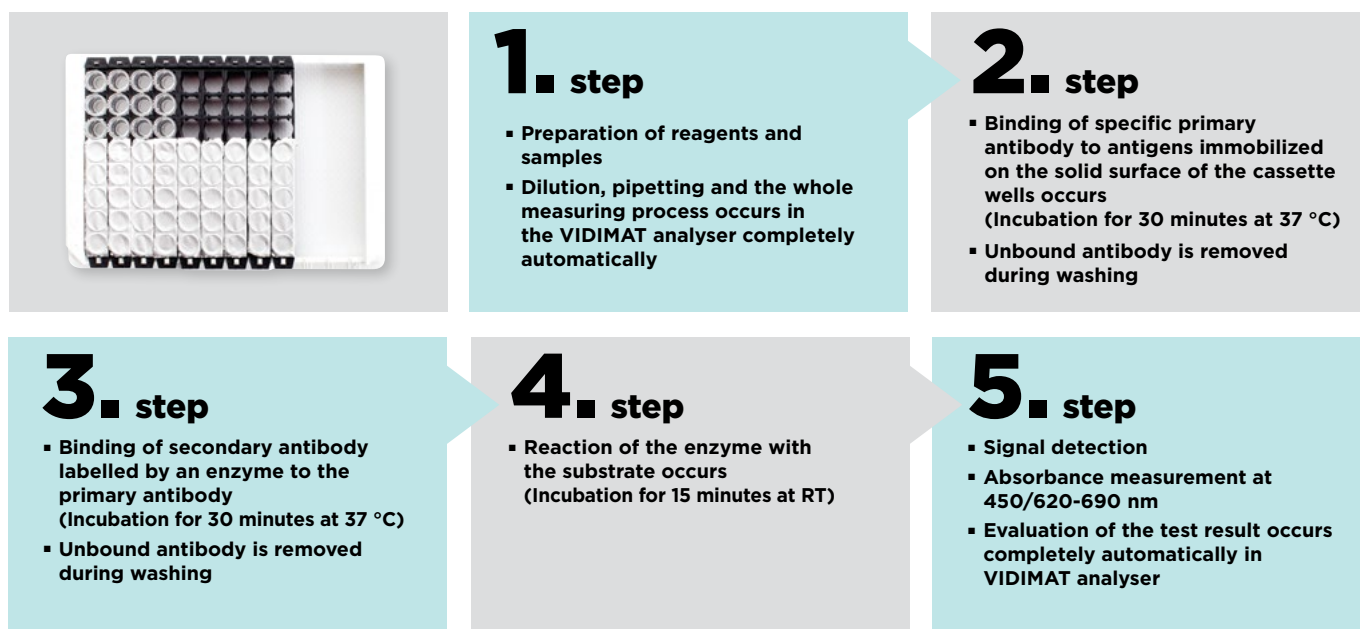 1. step
▪ Preparation of reagents and
samples
▪ Dilution, pipetting and the whole
measuring process occurs in
the VIDIMAT analyser completely
automatically
2. step
▪ Binding of specific primary
antibody to antigens immobilized
on the solid surface of the cassette
wells occurs
(Incubation for 30 minutes at 37 °C)
▪ Unbound antibody is removed
during washing
3. step
▪ Binding of secondary antibody
labelled by an enzyme to the
primary antibody
(Incubation for 30 minutes at 37 °C)
▪ Unbound antibody is removed
during washing
4. step
▪ Reaction of the enzyme with
the substrate occurs
(Incubation for 15 minutes at RT)
5. step
▪ Signal detection
▪ Absorbance measurement at
450/620-690 nm
▪ Evaluation of the test result occurs
completely automatically in
VIDIMAT analyser